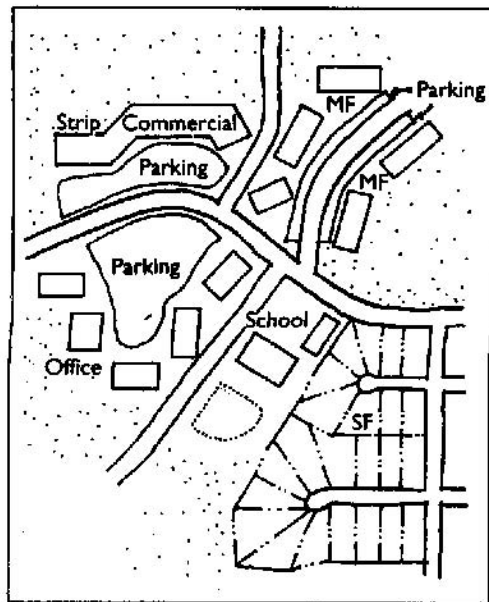 Parking
MF
Strip Commercial
Parking
MF
Parking
School
Office
SF